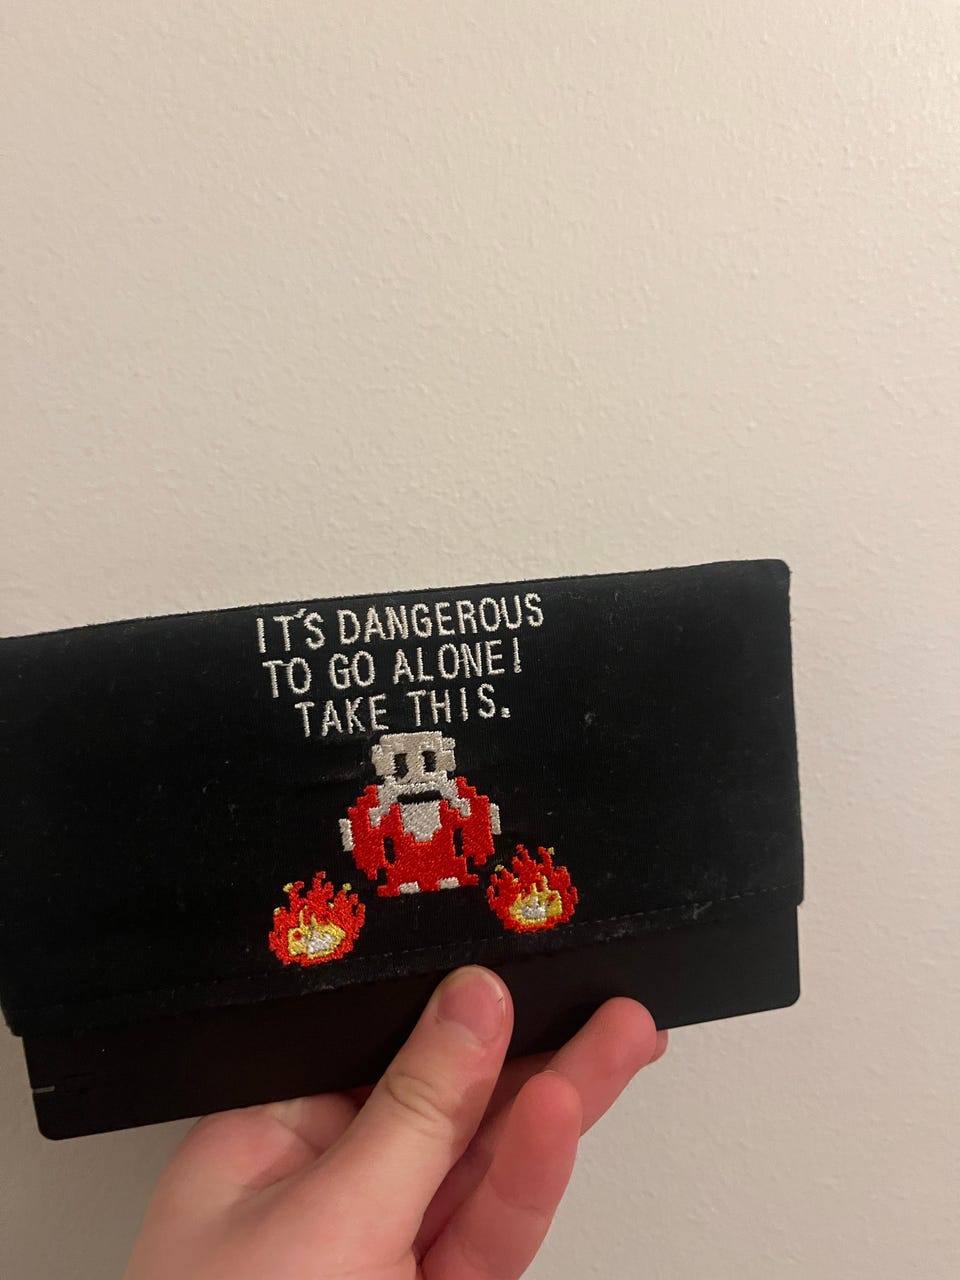 IT'S DANGEROUS
TO GO ALONE!
TAKE THIS.